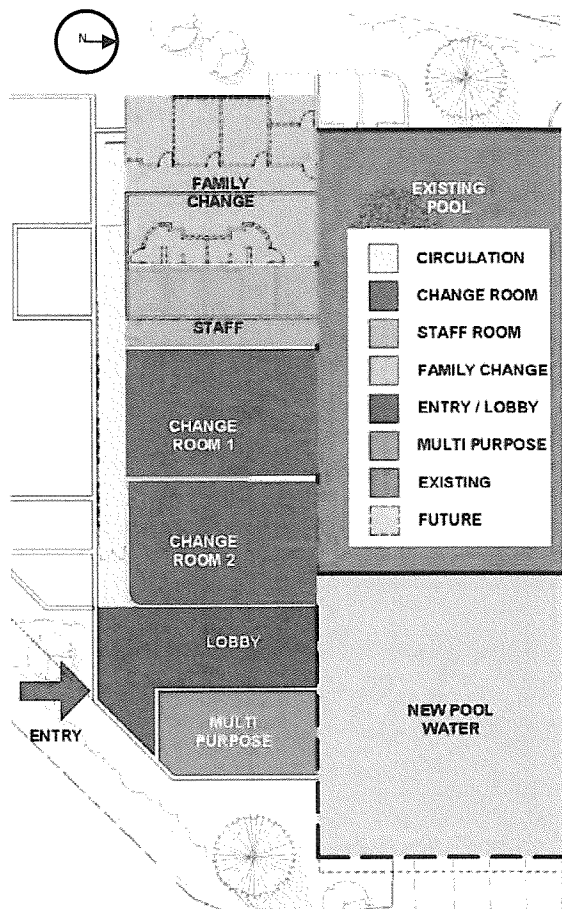 N
FAMILY
CHANGE
EXISTING
POOL
CIRCULATION
CHANGE ROOM
STAFF ROOM
FAMILY CHANGE
ENTRY / LOBBY
MULTI PURPOSE
EXISTING
FUTURE
STAFF
CHANGE
ROOM 1
CHANGE
ROOM 2
LOBBY
ENTRY
MULTI
PURPOSE
NEW POOL
WATER